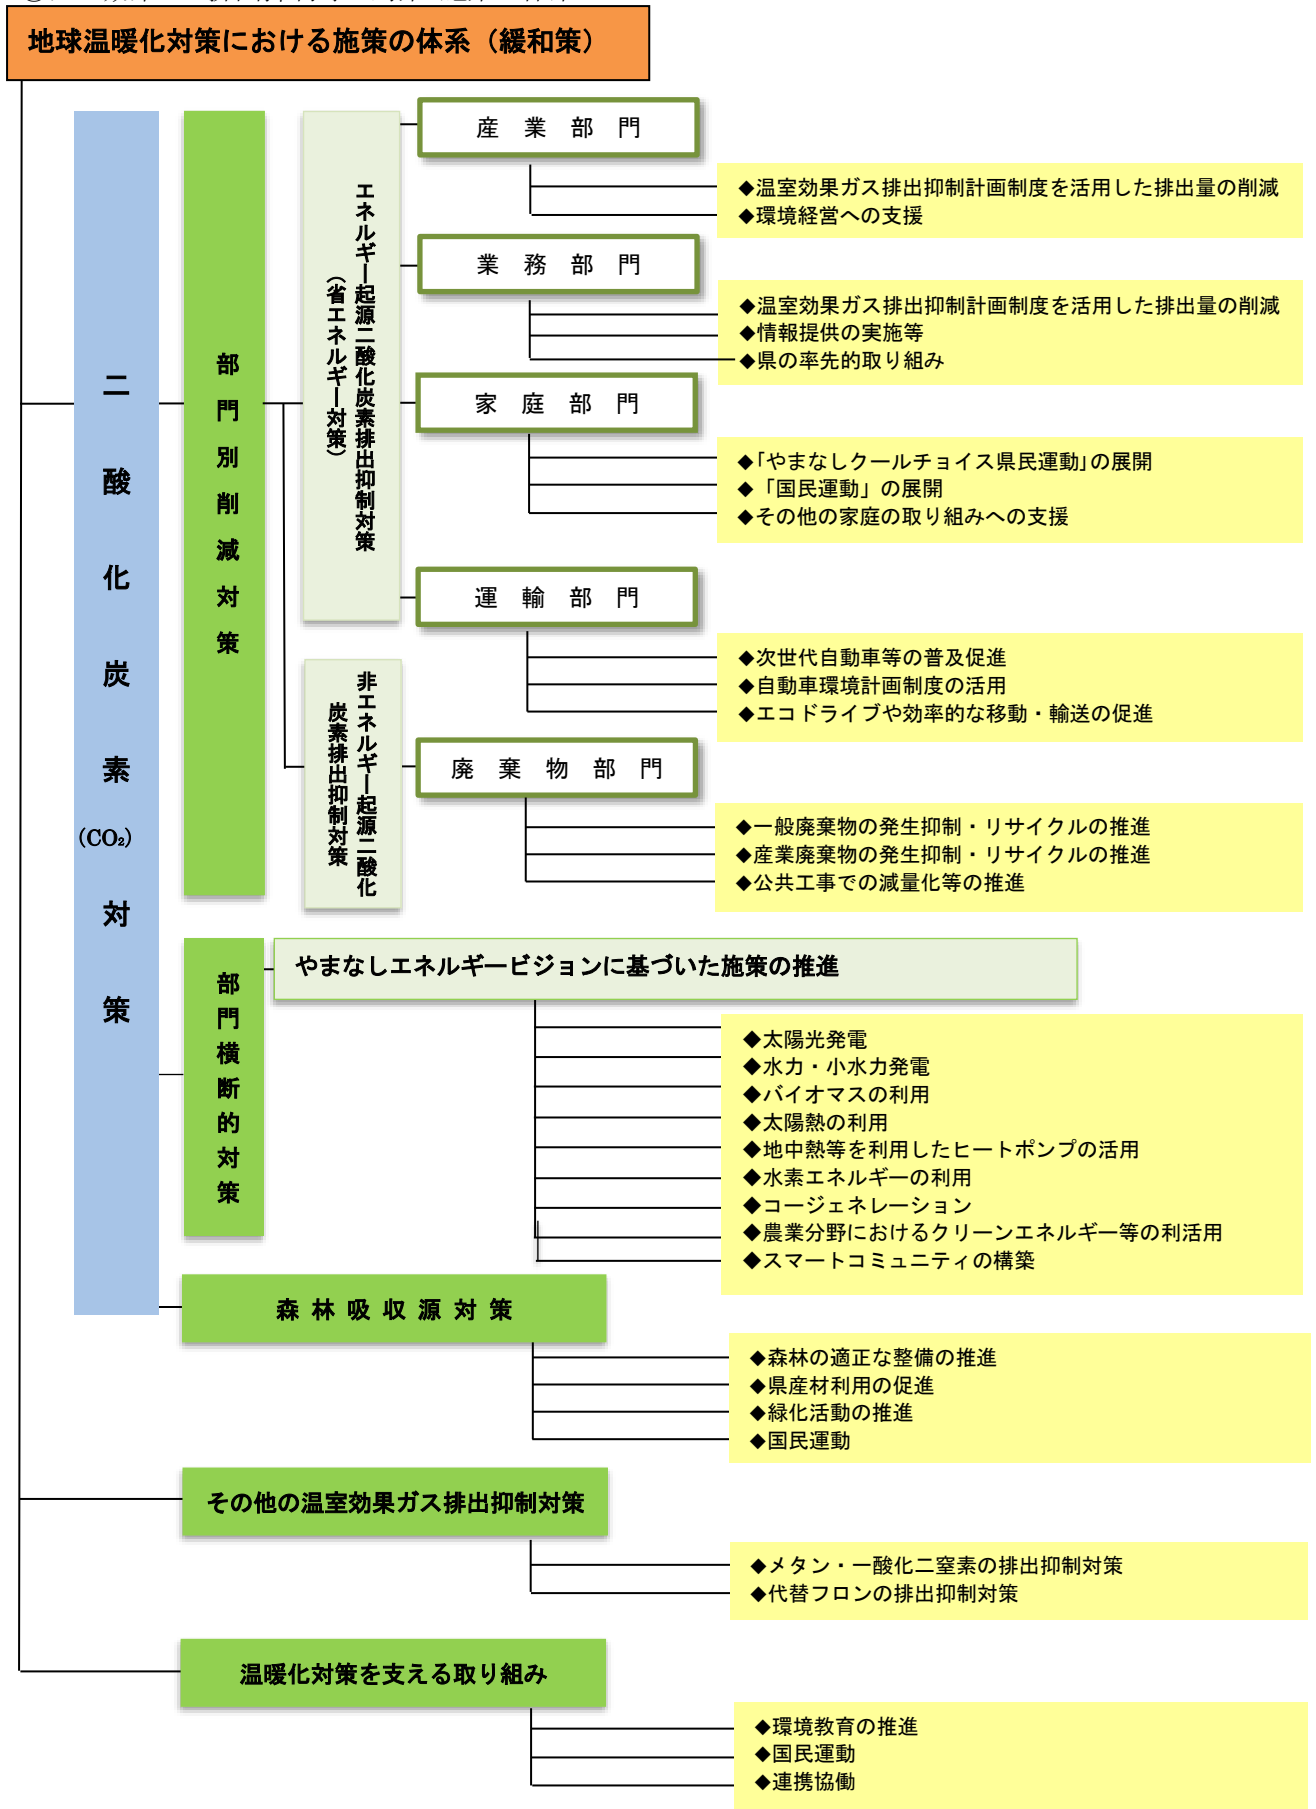 地球温暖化対策における施策の体系（緩和策）
二酸化炭素(CO₂)対策
部門別削減対策
エネルギー起源二酸化炭素排出抑制対策
（省エネルギー対策）
産業部門
◆温室効果ガス排出抑制計画制度を活用した排出量の削減
◆環境経営への支援
業務部門
◆温室効果ガス排出抑制計画制度を活用した排出量の削減
◆情報提供の実施等
◆県の率先的取り組み
家庭部門
◆「やまなしクールチョイス県民運動」の展開
◆「国民運動」の展開
◆その他の家庭の取り組みへの支援
運輸部門
◆次世代自動車等の普及促進
◆自動車環境計画制度の活用
◆エコドライブや効率的な移動・輸送の促進
非エネルギー起源二酸化
炭素排出抑制対策
廃棄物部門
◆一般廃棄物の発生抑制・リサイクルの推進
◆産業廃棄物の発生抑制・リサイクルの推進
◆公共工事での減量化等の推進
部門横断的対策
やまなしエネルギービジョンに基づいた施策の推進
◆太陽光発電
◆水力・小水力発電
◆バイオマスの利用
◆太陽熱の利用
◆地中熱等を利用したヒートポンプの活用
◆水素エネルギーの利用
◆コージェネレーション
◆農業分野におけるクリーンエネルギー等の利活用
◆スマートコミュニティの構築
森林吸収源対策
◆森林の適正な整備の推進
◆県産材利用の促進
◆緑化活動の推進
◆国民運動
その他の温室効果ガス排出抑制対策
◆メタン・一酸化二窒素の排出抑制対策
◆代替フロンの排出抑制対策
温暖化対策を支える取り組み
◆環境教育の推進
◆国民運動
◆連携協働